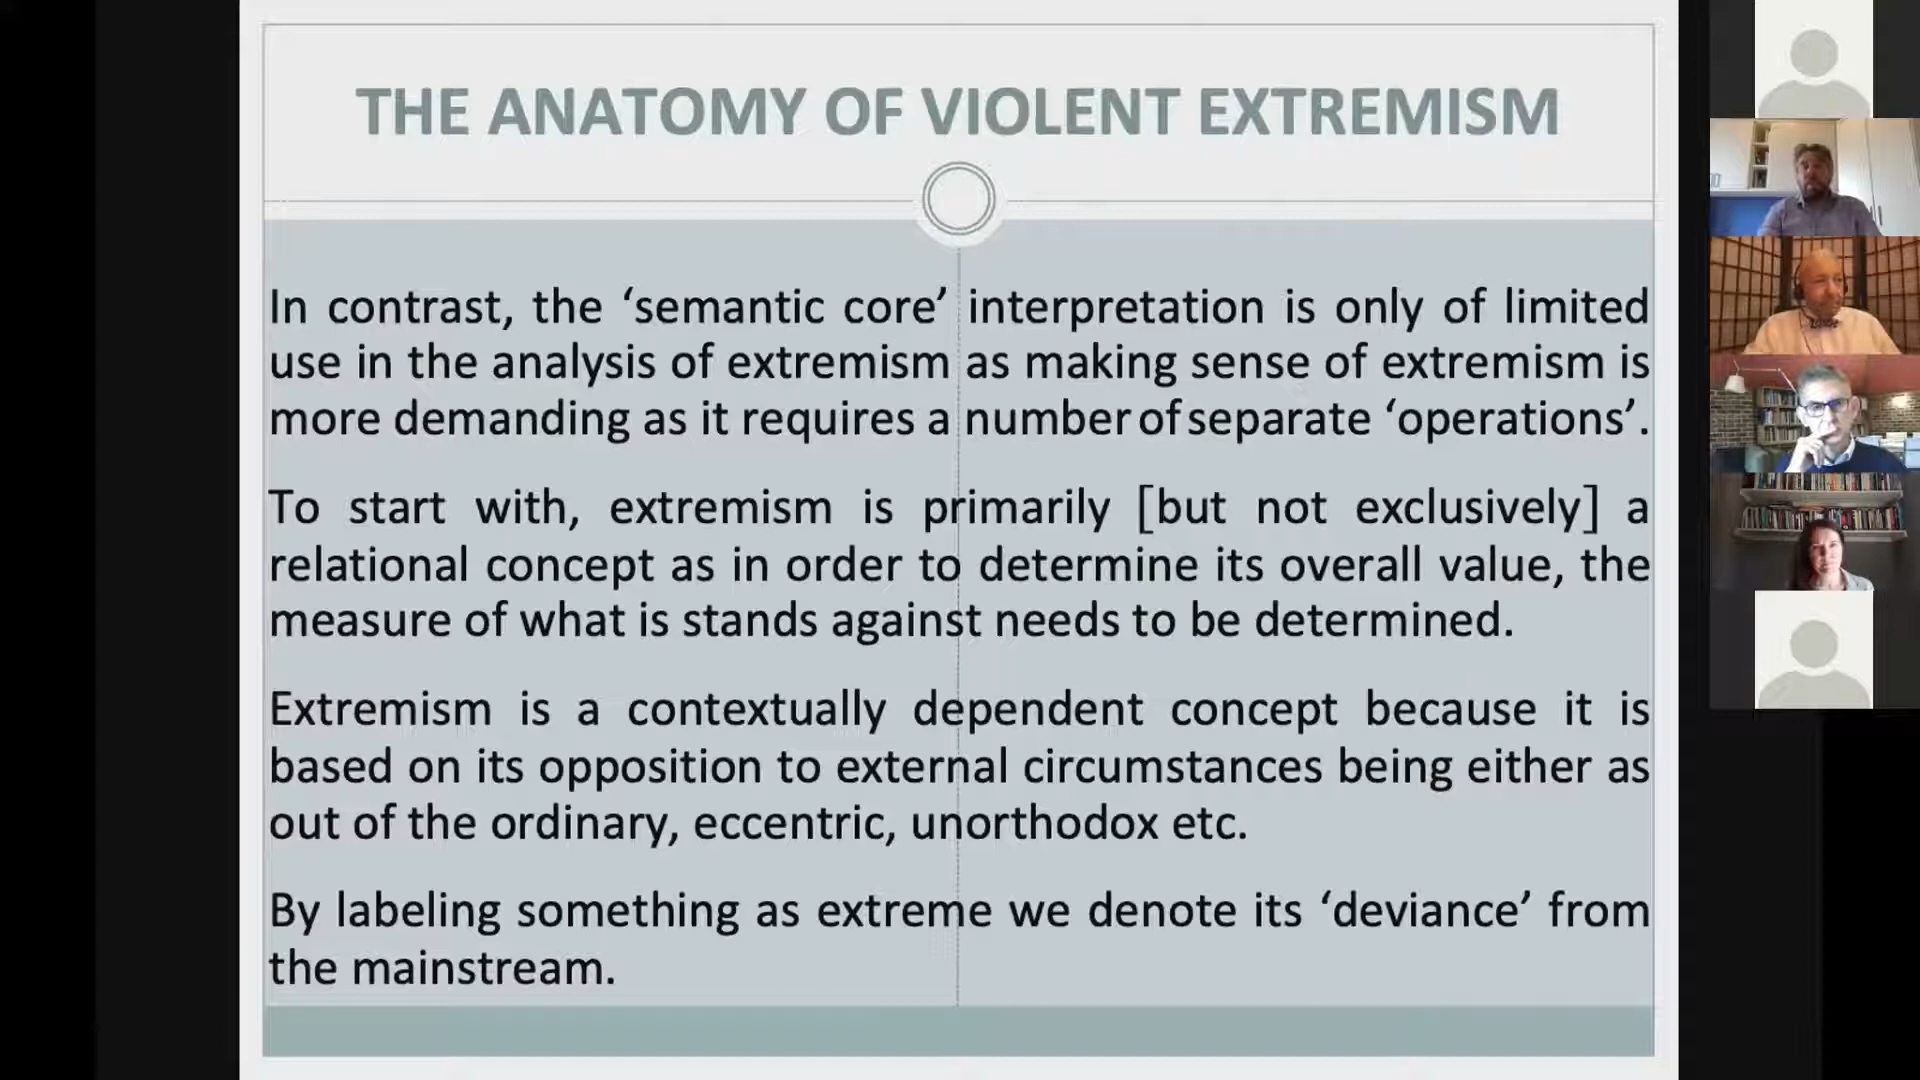 THE ANATOMY OF VIOLENT EXTREMISM
In contrast, the ‘semantic core’ interpretation is only of limited
use in the analysis of extremism as making sense of extremism is
more demanding as it requires a number of separate ‘operations’.
To start with, extremism is primarily [but not exclusively] a
relational concept as in order to determine its overall value, the
measure of what is stands against needs to be determined.
Extremism is a contextually dependent concept because it is
based on its opposition to external circumstances being either as
out of the ordinary, eccentric, unorthodox etc.
By labeling something as extreme we denote its ‘deviance’ from
the mainstream.